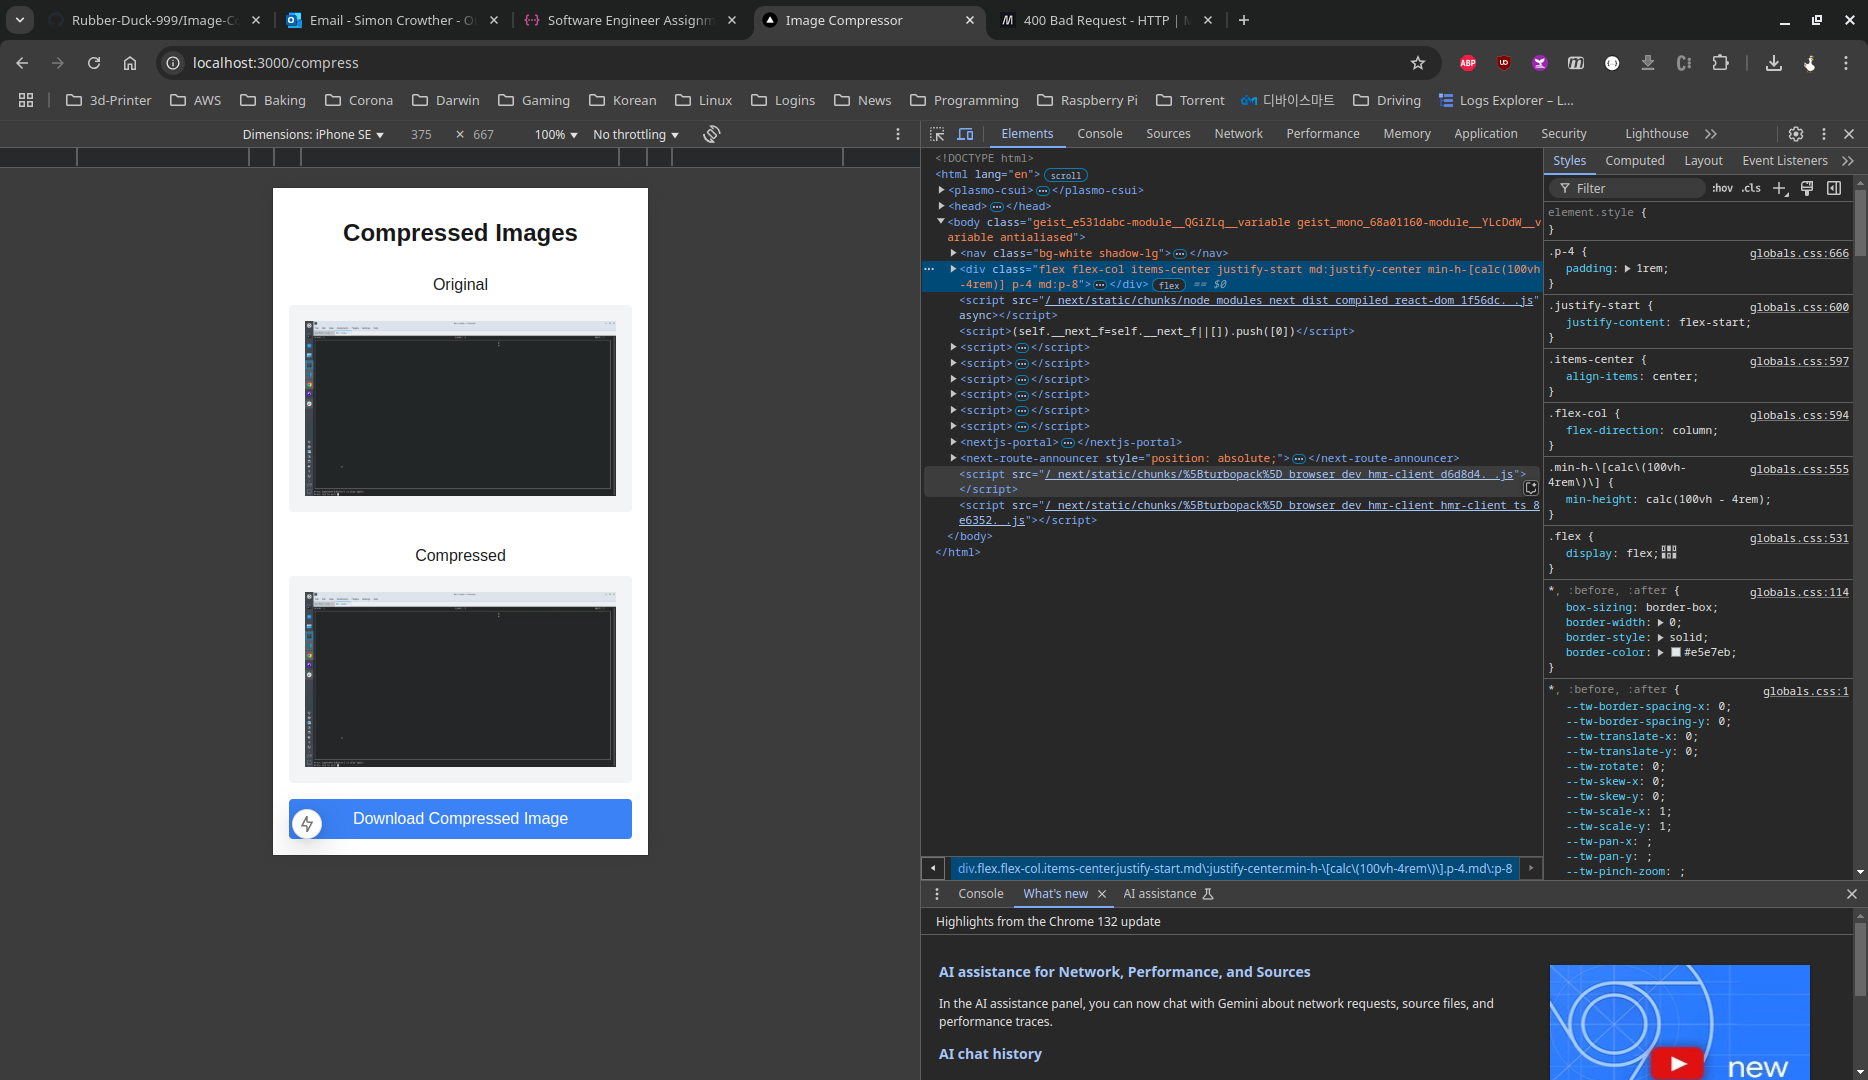 Rubber-Duck-999/Image-Co
Email - Simon Crowther - O
Software Engineer Assignm
Image Compressor
400 Bad Request - HTTP | M
localhost:3000/compress
3d-Printer
AWS
Baking
Corona
Darwin
Gaming
Korean
Linux
Logins
News
Programming
Raspberry Pi
Torrent
디바이스마트
Driving
Logs Explorer – L...
Dimensions: iPhone SE
375 × 667
100%
No throttling
Compressed Images
Original
Compressed
Download Compressed Image
Elements
Console
Sources
Network
Performance
Memory
Application
Security
Lighthouse
<!DOCTYPE html>
<html lang="en"> scroll
<plasmo-csui>…</plasmo-csui>
<head>…</head>
<body class="geist_e531dabc-module__QGiZLq__variable geist_mono_68a01160-module__YLcDdW__v
ariable antialiased">
<nav class="bg-white shadow-lg">…</nav>
<div class="flex flex-col items-center justify-start md:justify-center min-h-[calc(100vh
-4rem)] p-4 md:p-8">…</div> flex == $0
<script src="/_next/static/chunks/node_modules_next_dist_compiled_react-dom_1f56dc._.js"
async></script>
<script>(self.__next_f=self.__next_f||[]).push([0])</script>
<script>…</script>
<script>…</script>
<script>…</script>
<script>…</script>
<script>…</script>
<script>…</script>
<nextjs-portal>…</nextjs-portal>
<next-route-announcer style="position: absolute;">…</next-route-announcer>
<script src="/_next/static/chunks/%5Bturbopack%5D_browser_dev_hmr-client_d6d8d4._.js">
</script>
<script src="/_next/static/chunks/%5Bturbopack%5D_browser_dev_hmr-client_hmr-client_ts_8
e6352._.js"></script>
</body>
</html>
div.flex.flex-col.items-center.justify-start.md\:justify-center.min-h-\[calc\(100vh-4rem\)\].p-4.md\:p-8
Styles
Computed
Layout
Event Listeners
Filter
:hov .cls
element.style {
}
.p-4 { globals.css:666
padding: 1rem;
}
.justify-start { globals.css:600
justify-content: flex-start;
}
.items-center { globals.css:597
align-items: center;
}
.flex-col { globals.css:594
flex-direction: column;
}
.min-h-\[calc\(100vh- globals.css:555
4rem\)\] {
min-height: calc(100vh - 4rem);
}
.flex { globals.css:531
display: flex;
}
*, :before, :after { globals.css:114
box-sizing: border-box;
border-width: 0;
border-style: solid;
border-color: #e5e7eb;
}
*, :before, :after { globals.css:1
--tw-border-spacing-x: 0;
--tw-border-spacing-y: 0;
--tw-translate-x: 0;
--tw-translate-y: 0;
--tw-rotate: 0;
--tw-skew-x: 0;
--tw-skew-y: 0;
--tw-scale-x: 1;
--tw-scale-y: 1;
--tw-pan-x: ;
--tw-pan-y: ;
--tw-pinch-zoom: ;
Console
What's new
AI assistance
Highlights from the Chrome 132 update
AI assistance for Network, Performance, and Sources
In the AI assistance panel, you can now chat with Gemini about network requests, source files, and
performance traces.
AI chat history
new